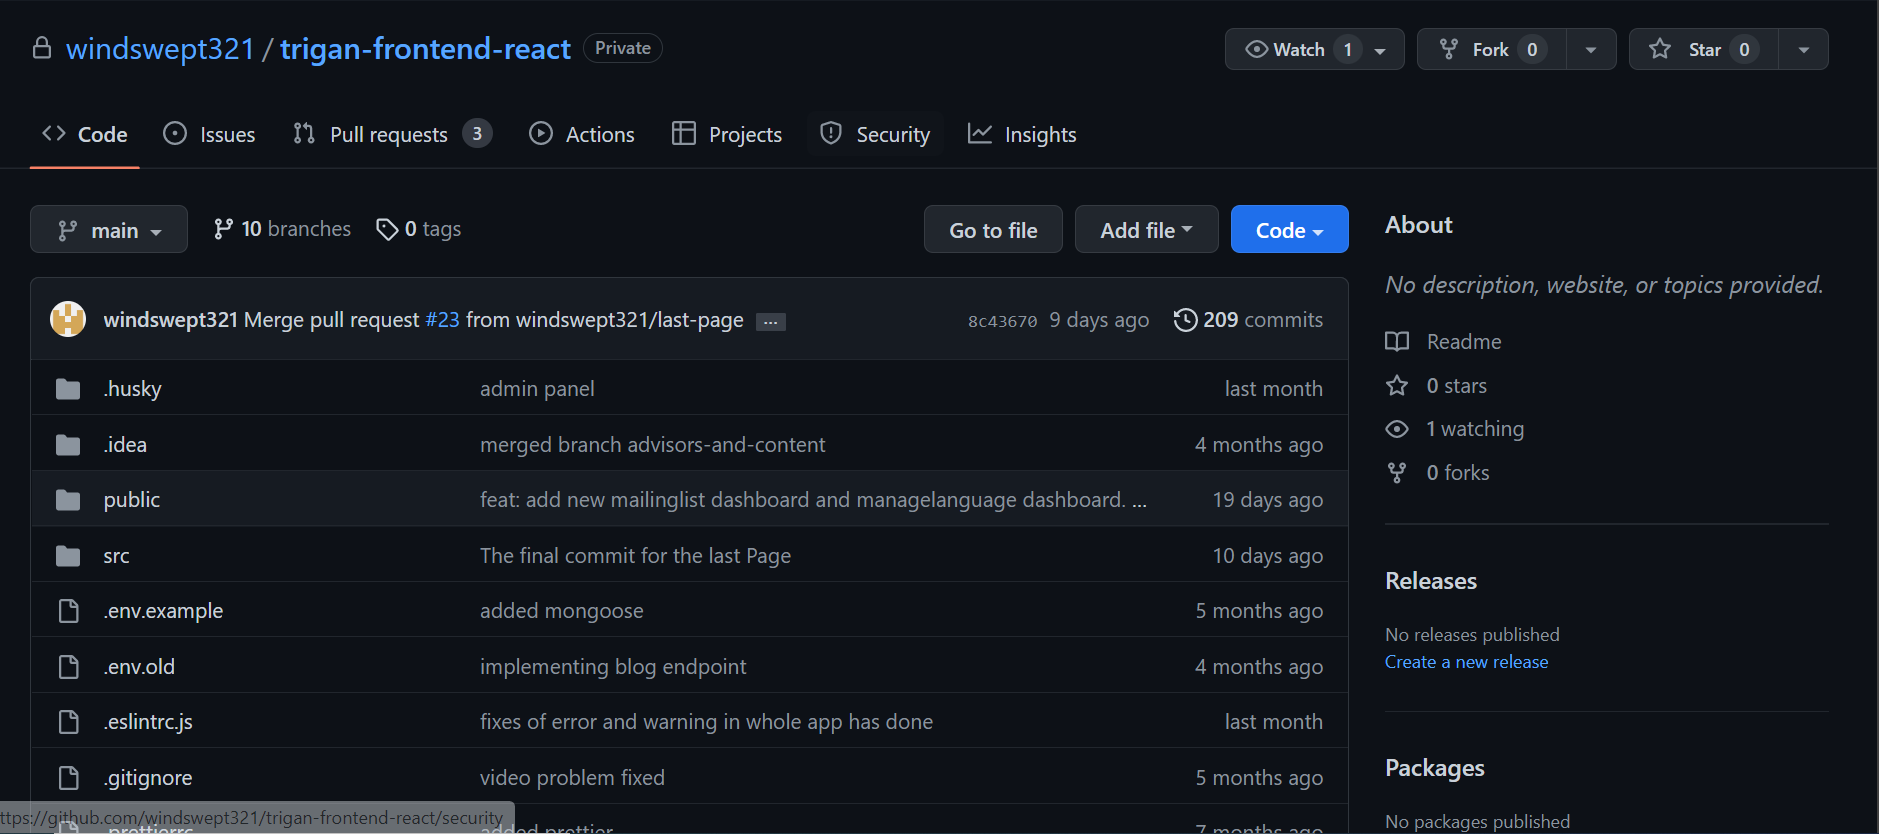 windswept321 / trigan-frontend-react Private Watch 1 Fork 0 Star 0
Code Issues Pull requests 3 Actions Projects Security Insights
main 10 branches 0 tags Go to file Add file Code
windswept321 Merge pull request #23 from windswept321/last-page ... 8c43670 9 days ago 209 commits
.husky admin panel last month
.idea merged branch advisors-and-content 4 months ago
public feat: add new mailinglist dashboard and managelanguage dashboard. ... 19 days ago
src The final commit for the last Page 10 days ago
.env.example added mongoose 5 months ago
.env.old implementing blog endpoint 4 months ago
.eslintrc.js fixes of error and warning in whole app has done last month
.gitignore video problem fixed 5 months ago
.prettierrc added prettier 7 months ago
ttps://github.com/windswept321/trigan-frontend-react/security
About
No description, website, or topics provided.
Readme
0 stars
1 watching
0 forks
Releases
No releases published
Create a new release
Packages
No packages published